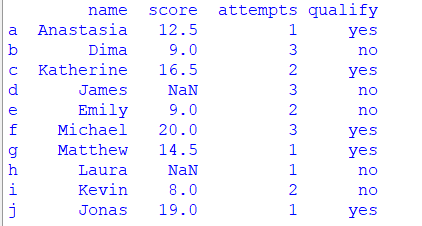 name score attempts qualify
a Anastasia 12.5 1 yes
b Dima 9.0 3 no
c Katherine 16.5 2 yes
d James NaN 3 no
e Emily 9.0 2 no
f Michael 20.0 3 yes
g Matthew 14.5 1 yes
h Laura NaN 1 no
i Kevin 8.0 2 no
j Jonas 19.0 1 yes